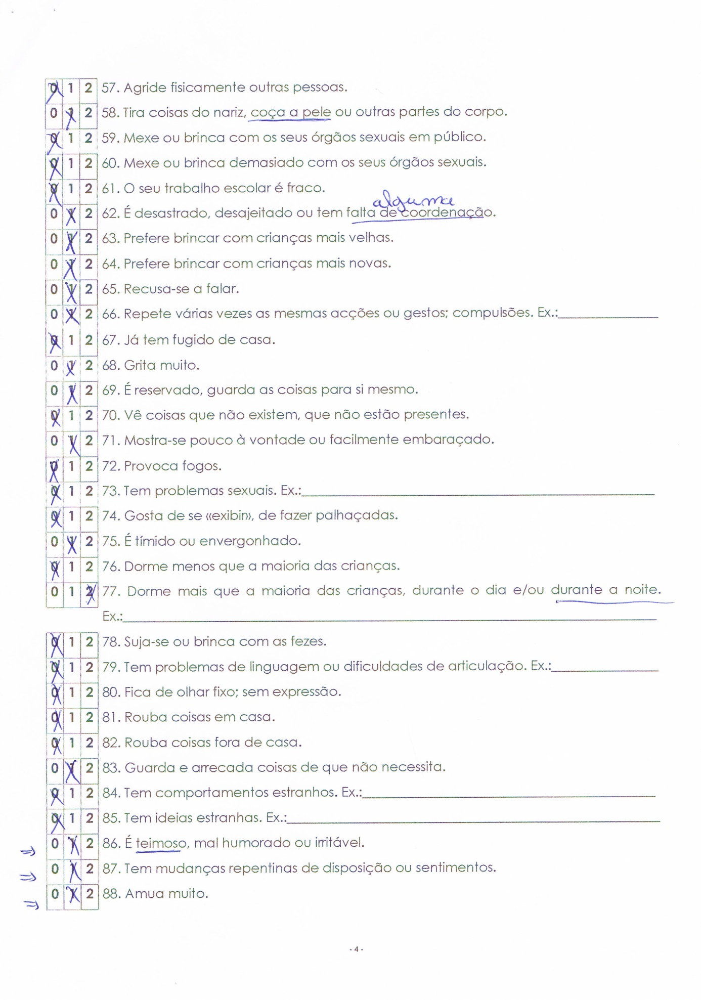 0 1 2 57. Agride fisicamente outras pessoas.
0 1 2 58. Tira coisas do nariz, coça a pele ou outras partes do corpo.
0 1 2 59. Mexe ou brinca com os seus órgãos sexuais em público.
0 1 2 60. Mexe ou brinca demasiado com os seus órgãos sexuais.
0 1 2 61. O seu trabalho escolar é fraco.
alguma
0 1 2 62. É desastrado, desajeitado ou tem falta de coordenação.
0 1 2 63. Prefere brincar com crianças mais velhas.
0 1 2 64. Prefere brincar com crianças mais novas.
0 1 2 65. Recusa-se a falar.
0 1 2 66. Repete várias vezes as mesmas acções ou gestos; compulsões. Ex.:
0 1 2 67. Já tem fugido de casa.
0 1 2 68. Grita muito.
0 1 2 69. É reservado, guarda as coisas para si mesmo.
0 1 2 70. Vê coisas que não existem, que não estão presentes.
0 1 2 71. Mostra-se pouco à vontade ou facilmente embaraçado.
0 1 2 72. Provoca fogos.
0 1 2 73. Tem problemas sexuais. Ex.:
0 1 2 74. Gosta de se «exibir», de fazer palhaçadas.
0 1 2 75. É tímido ou envergonhado.
0 1 2 76. Dorme menos que a maioria das crianças.
0 1 2 77. Dorme mais que a maioria das crianças, durante o dia e/ou durante a noite.
Ex.:
0 1 2 78. Suja-se ou brinca com as fezes.
0 1 2 79. Tem problemas de linguagem ou dificuldades de articulação. Ex.:
0 1 2 80. Fica de olhar fixo; sem expressão.
0 1 2 81. Rouba coisas em casa.
0 1 2 82. Rouba coisas fora de casa.
0 1 2 83. Guarda e arrecada coisas de que não necessita.
0 1 2 84. Tem comportamentos estranhos. Ex.:
0 1 2 85. Tem ideias estranhas. Ex.:
⇒ 0 1 2 86. É teimoso, mal humorado ou irritável.
⇒ 0 1 2 87. Tem mudanças repentinas de disposição ou sentimentos.
⇒ 0 1 2 88. Amua muito.
- 4 -